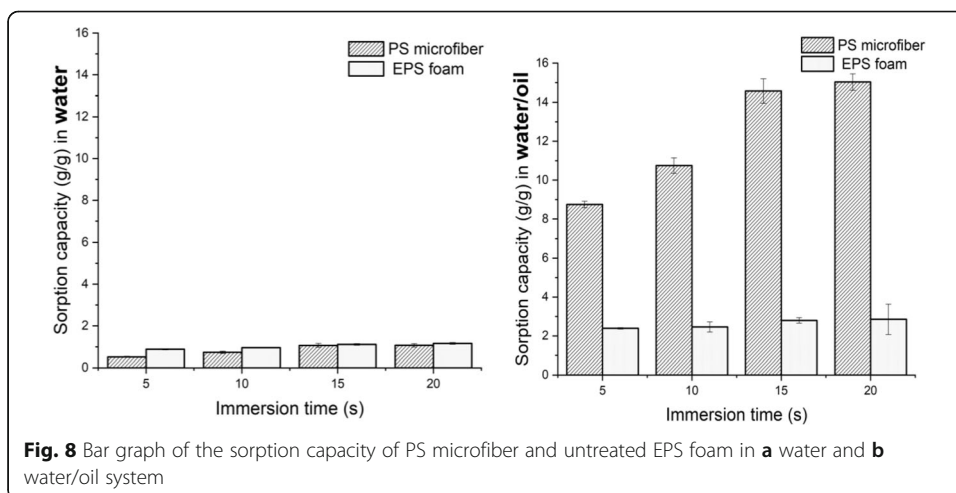 16
14
12
10
8
6
4
2
0
Sorption capacity (g/g) in water
PS microfiber
EPS foam
5 10 15 20
Immersion time (s)
PS microfiber
EPS foam
16
14
12
10
8
6
4
2
0
Sorption capacity (g/g) in water/oil
5 10 15 20
Immersion time (s)
Fig. 8 Bar graph of the sorption capacity of PS microfiber and untreated EPS foam in a water and b
water/oil system